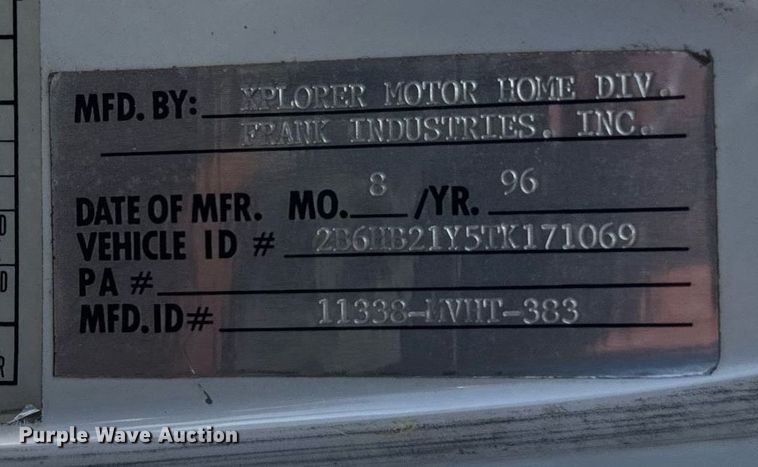 MFD. BY: XPLORER MOTOR HOME DIV.
FRANK INDUSTRIES, INC.
DATE OF MFR. MO. 8 /YR. 96
VEHICLE ID # 2B6HB21Y5TK171069
PA #
MFD.ID# 11338-MVHT-383
Purple Wave Auction